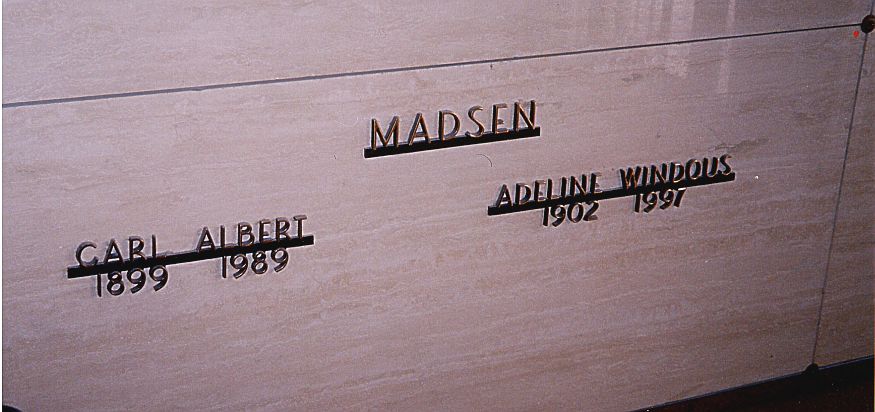 MADSEN
CARL ALBERT
1899 1989
ADELINE WINDOUS
1902 1997